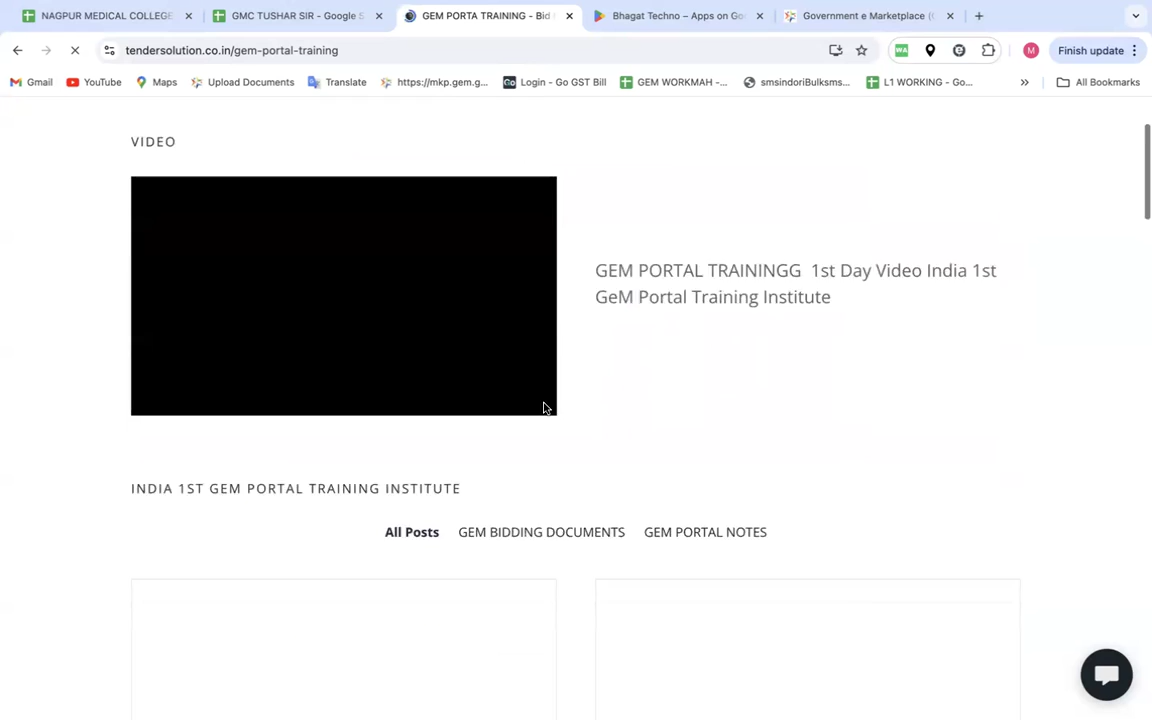 NAGPUR MEDICAL COLLEGE
GMC TUSHAR SIR - Google S
GEM PORTA TRAINING - Bid
Bhagat Techno – Apps on Go
Government e Marketplace (
tendersolution.co.in/gem-portal-training
WA
M
Finish update
Gmail
YouTube
Maps
Upload Documents
Translate
https://mkp.gem.g...
Login - Go GST Bill
GEM WORKMAH -...
smsindoriBulksms...
L1 WORKING - Go...
All Bookmarks
VIDEO
GEM PORTAL TRAININGG 1st Day Video India 1st
GeM Portal Training Institute
INDIA 1ST GEM PORTAL TRAINING INSTITUTE
All Posts
GEM BIDDING DOCUMENTS
GEM PORTAL NOTES